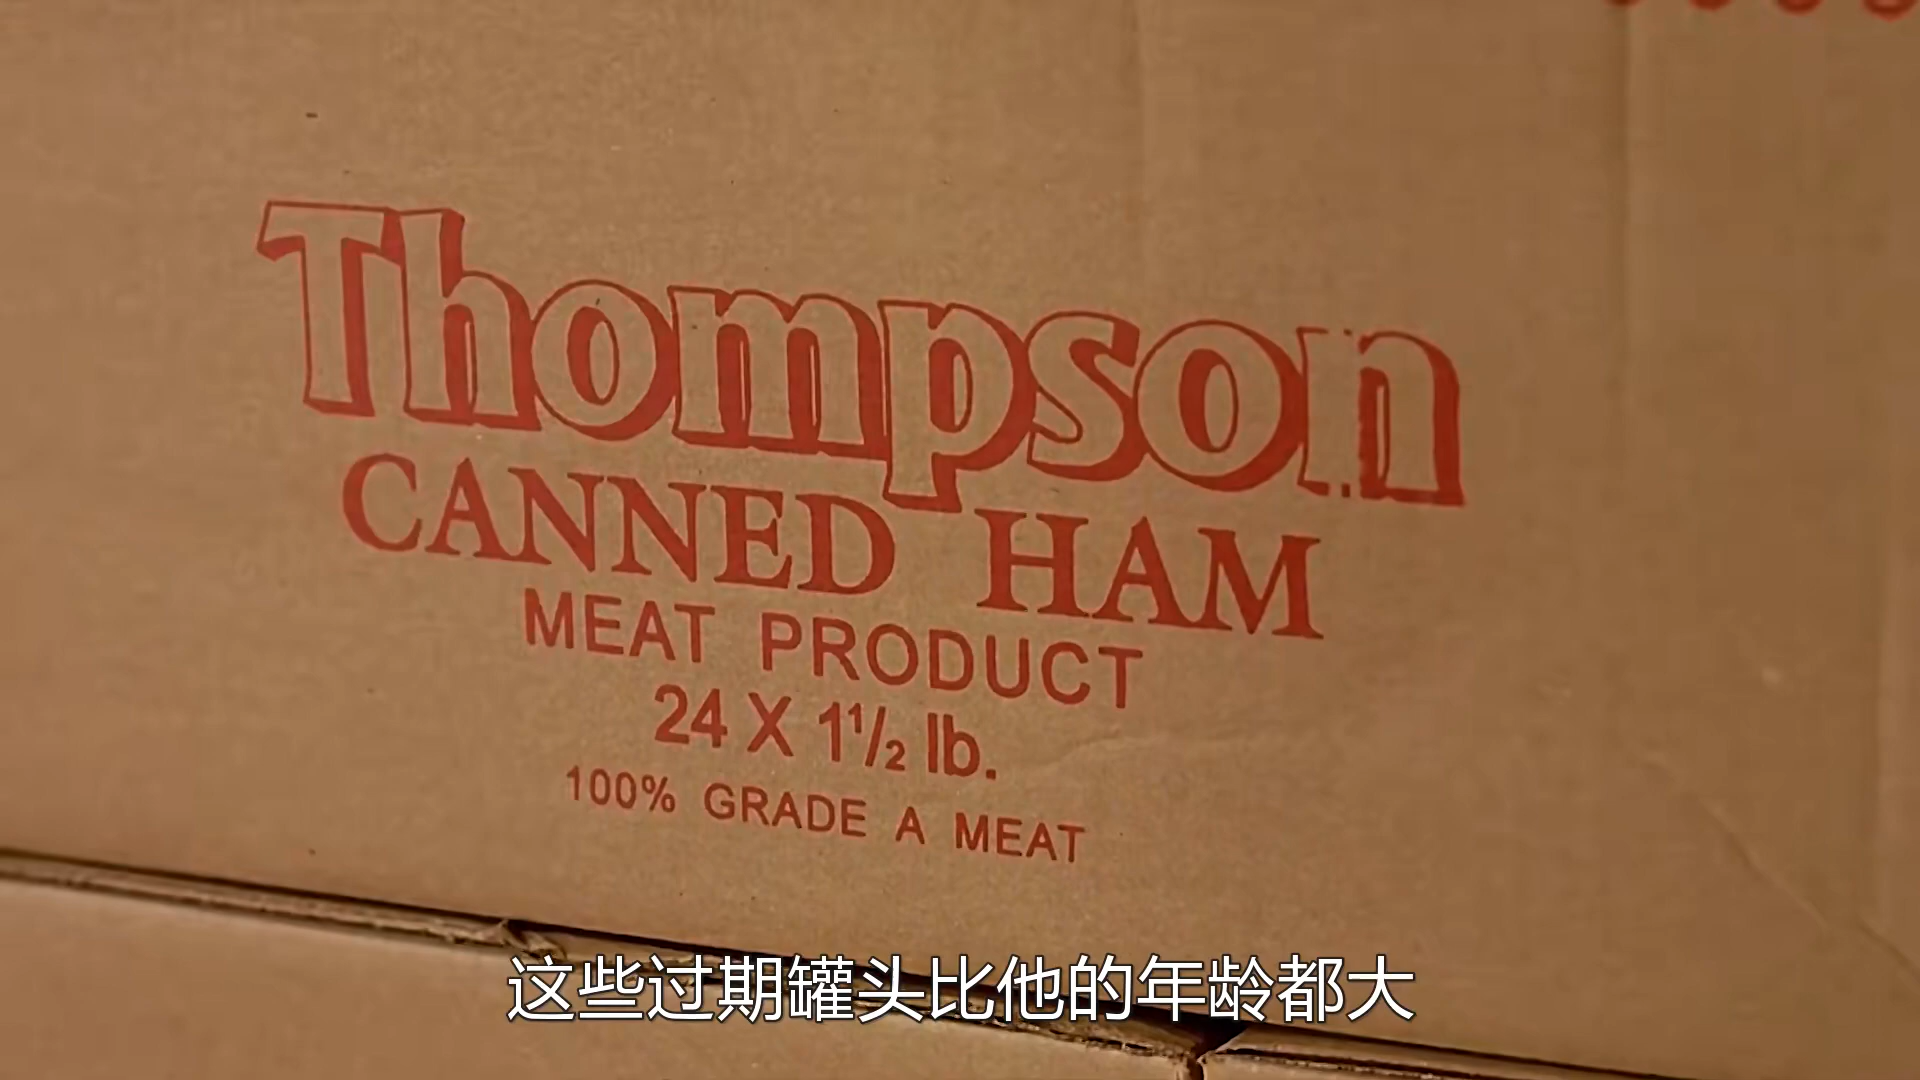 Thompson
CANNED HAM
MEAT PRODUCT
24 X 1½ lb.
100% GRADE A MEAT
这些过期罐头比他的年龄都大